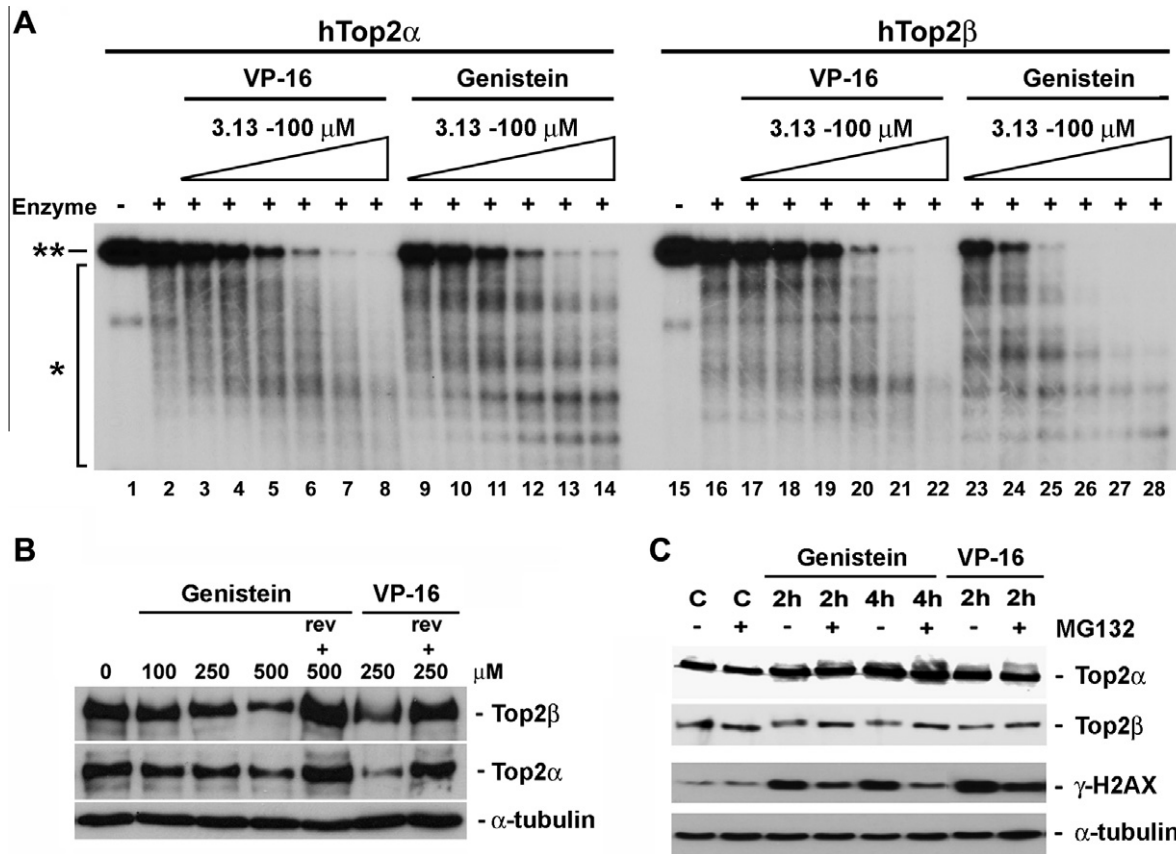 A
hTop2α hTop2β
VP-16 Genistein VP-16 Genistein
3.13 -100 μM 3.13 -100 μM 3.13 -100 μM 3.13 -100 μM
Enzyme - + + + + + + + + + + + + + - + + + + + + + + + + + + +
**
*
1 2 3 4 5 6 7 8 9 10 11 12 13 14 15 16 17 18 19 20 21 22 23 24 25 26 27 28
B
Genistein VP-16
rev rev
+ +
0 100 250 500 500 250 250 μM
- Top2β
- Top2α
- α-tubulin
C
Genistein VP-16
C C 2h 2h 4h 4h 2h 2h
- + - + - + - + MG132
- Top2α
- Top2β
- γ-H2AX
- α-tubulin